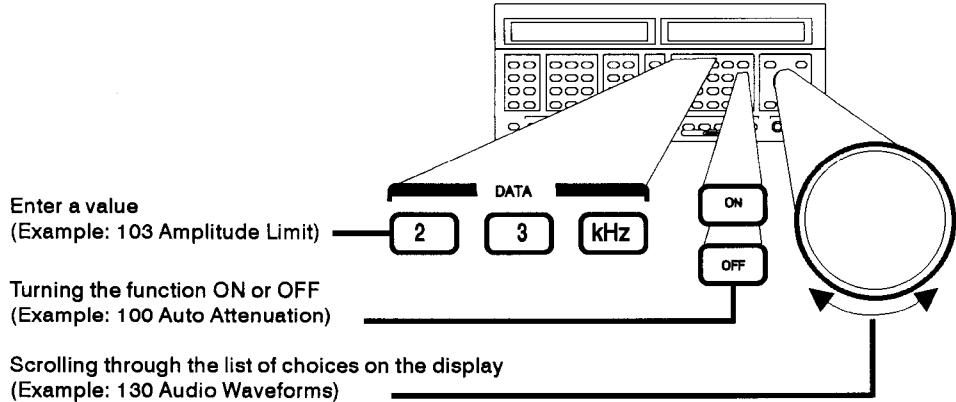 DATA
Enter a value
(Example: 103 Amplitude Limit)
2 3 kHz
ON
OFF
Turning the function ON or OFF
(Example: 100 Auto Attenuation)
Scrolling through the list of choices on the display
(Example: 130 Audio Waveforms)